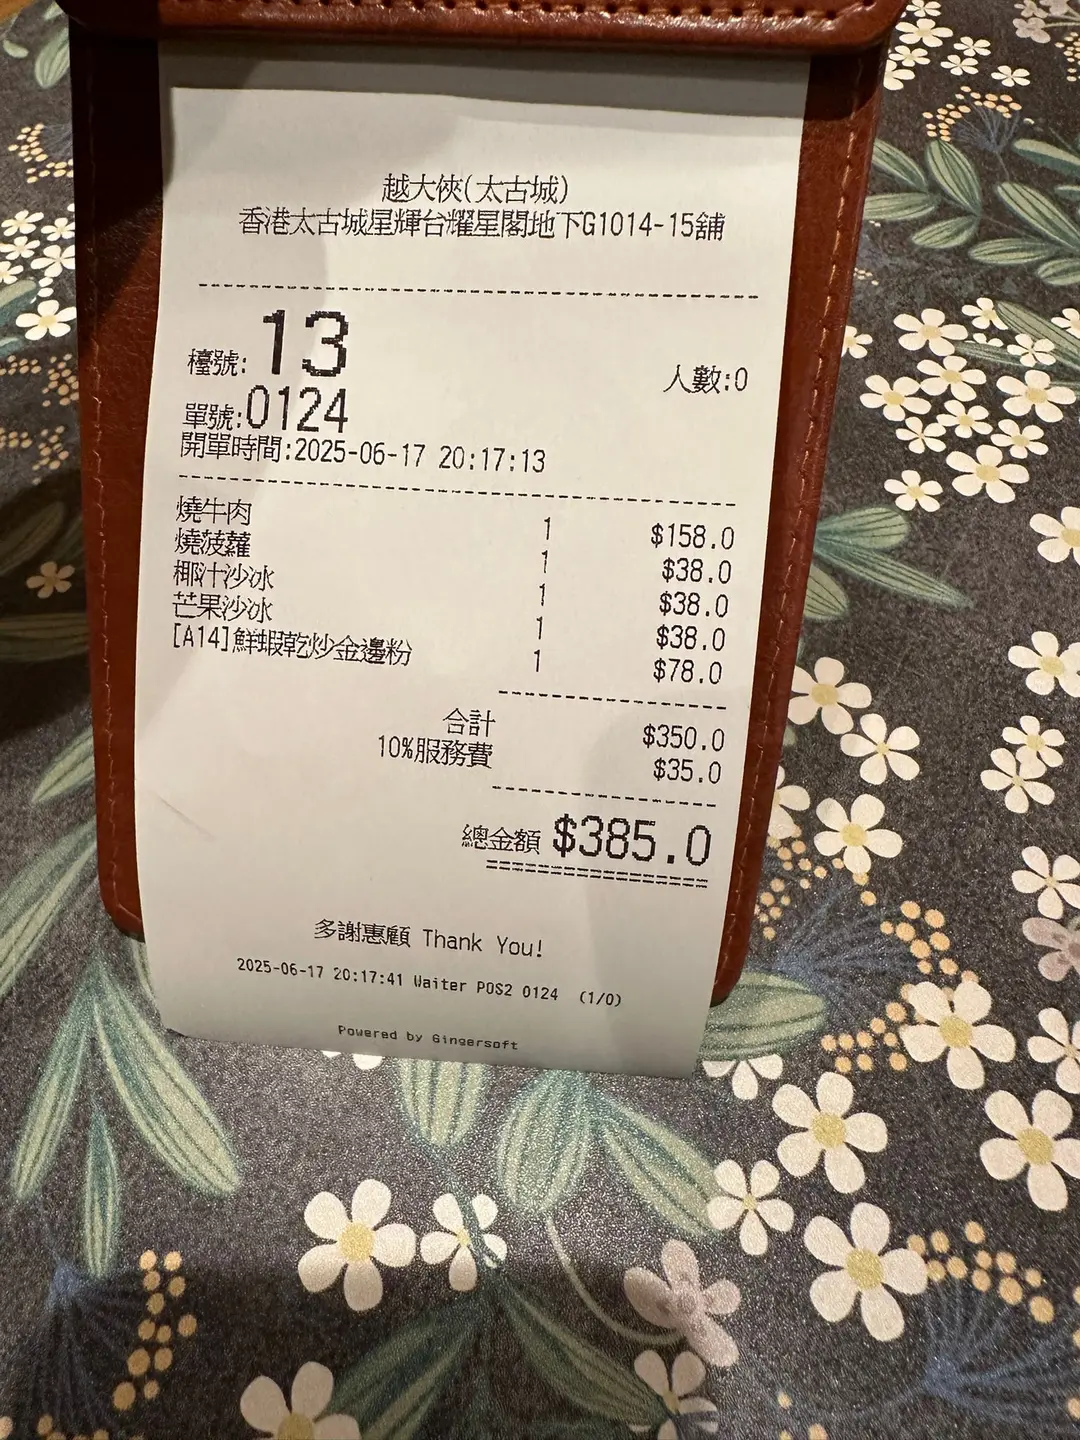 越大俠(太古城)
香港太古城星輝台耀星閣地下G1014-15舖
檯號: 13
人數:0
單號:0124
開單時間:2025-06-17 20:17:13
燒牛肉 1 $158.0
燒菠蘿 1 $38.0
椰汁沙冰 1 $38.0
芒果沙冰 1 $38.0
[A14]鮮蝦乾炒金邊粉 1 $78.0
合計 $350.0
10%服務費 $35.0
總金額 $385.0
多謝惠顧 Thank You!
2025-06-17 20:17:41 Waiter POS2 0124 (1/0)
Powered by Gingersoft